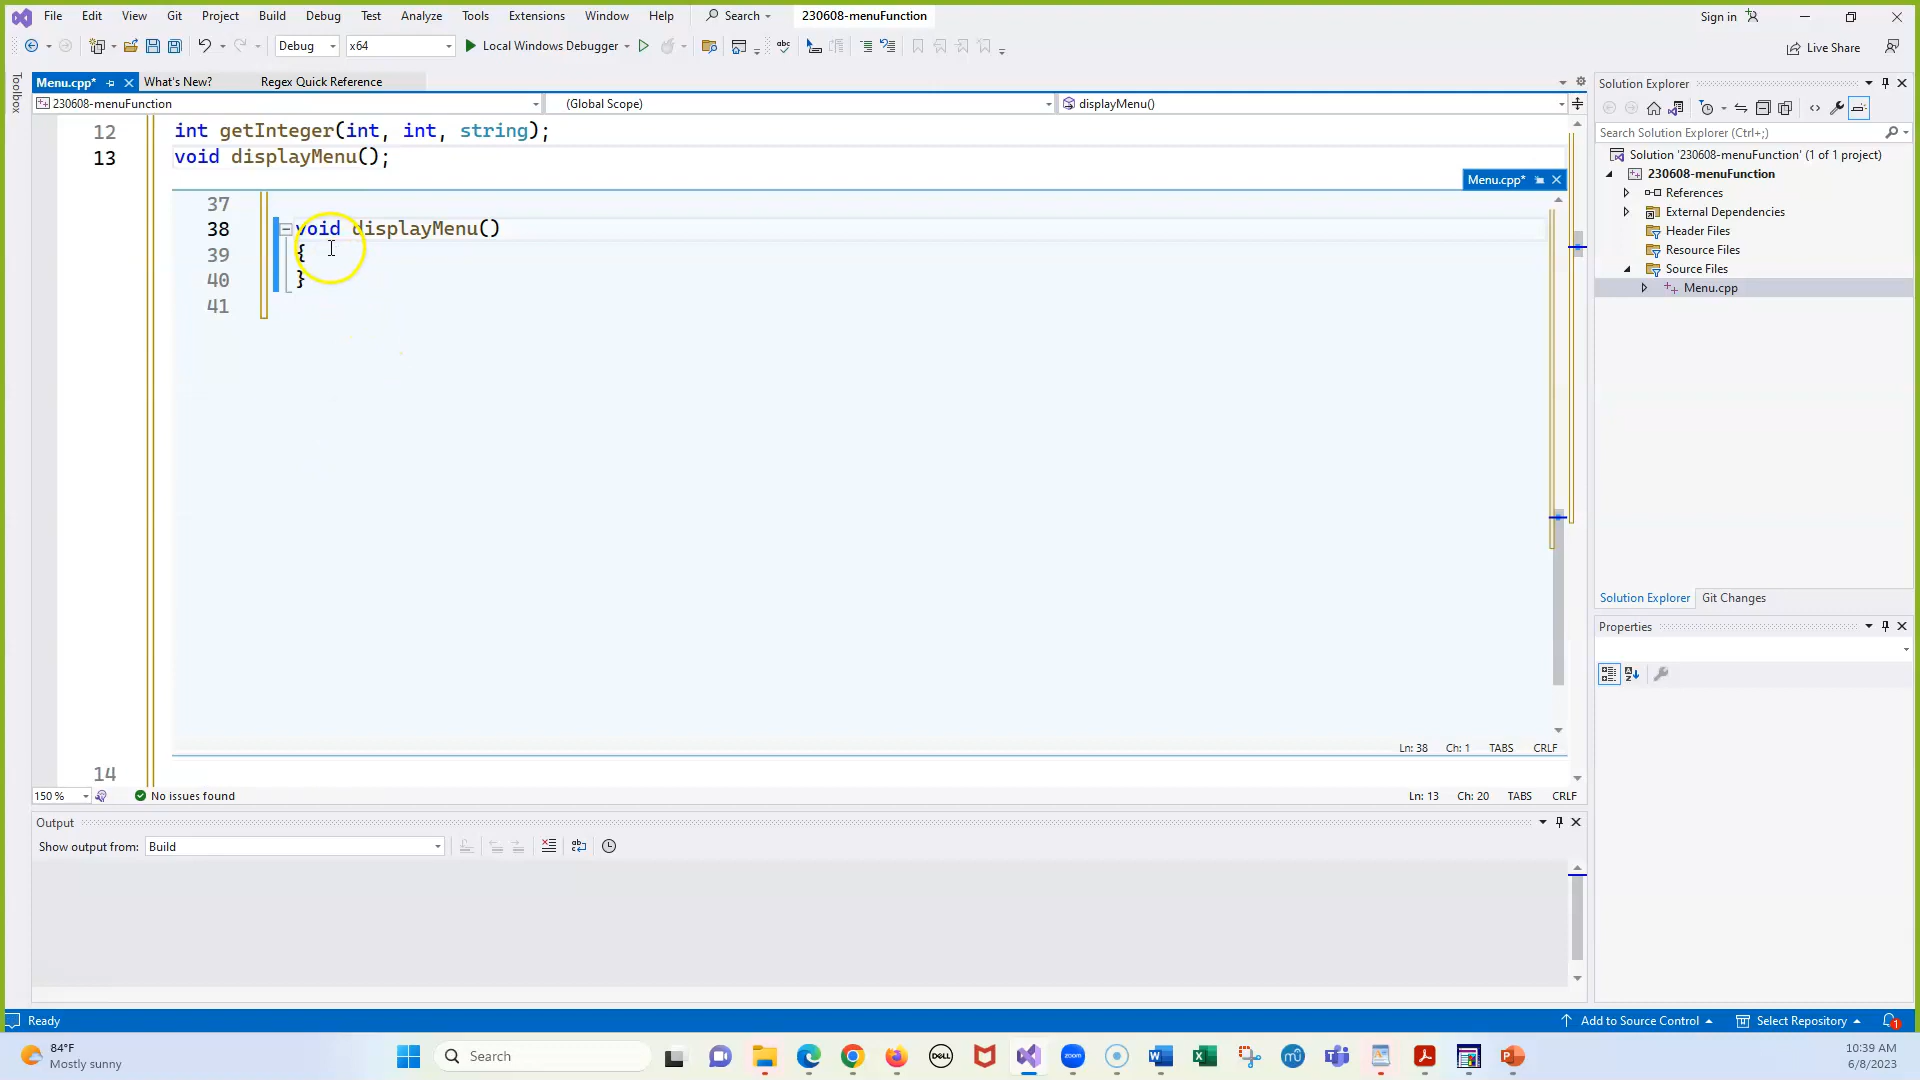 File Edit View Git Project Build Debug Test Analyze Tools Extensions Window Help Search 230608-menuFunction Sign in
Debug x64 Local Windows Debugger Live Share
Toolbox
Menu.cpp* What's New? Regex Quick Reference
230608-menuFunction (Global Scope) displayMenu()
12 int getInteger(int, int, string);
13 void displayMenu();
Menu.cpp*
37
38 void displayMenu()
39 {
40 }
41
Ln: 38 Ch: 1 TABS CRLF
14
150 % No issues found Ln: 13 Ch: 20 TABS CRLF
Output
Show output from: Build
Solution Explorer
Search Solution Explorer (Ctrl+;)
Solution '230608-menuFunction' (1 of 1 project)
230608-menuFunction
References
External Dependencies
Header Files
Resource Files
Source Files
Menu.cpp
Solution Explorer Git Changes
Properties
Ready Add to Source Control Select Repository 1
84°F
Mostly sunny
Search
DELL
zoom
10:39 AM
6/8/2023